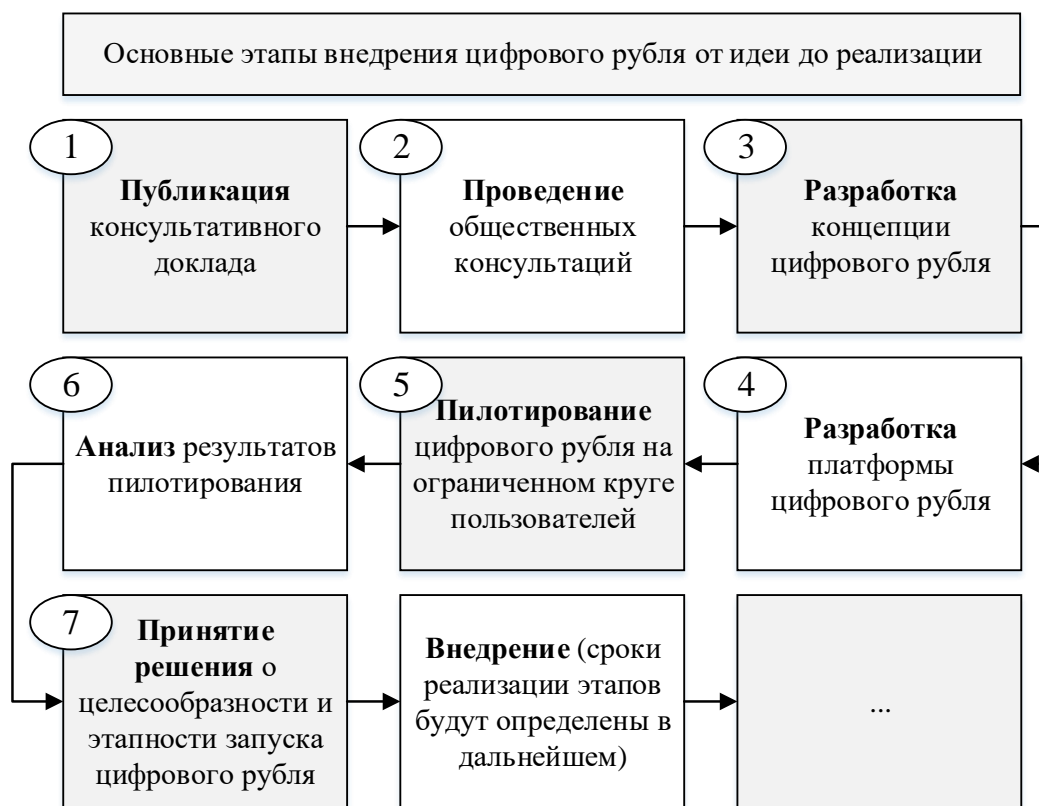 Основные этапы внедрения цифрового рубля от идеи до реализации
1
Публикация
консультативного
доклада
2
Проведение
общественных
консультаций
3
Разработка
концепции
цифрового рубля
4
Разработка
платформы
цифрового рубля
5
Пилотирование
цифрового рубля на
ограниченном круге
пользователей
6
Анализ результатов
пилотирования
7
Принятие
решения о
целесообразности и
этапности запуска
цифрового рубля
Внедрение (сроки
реализации этапов
будут определены в
дальнейшем)
...